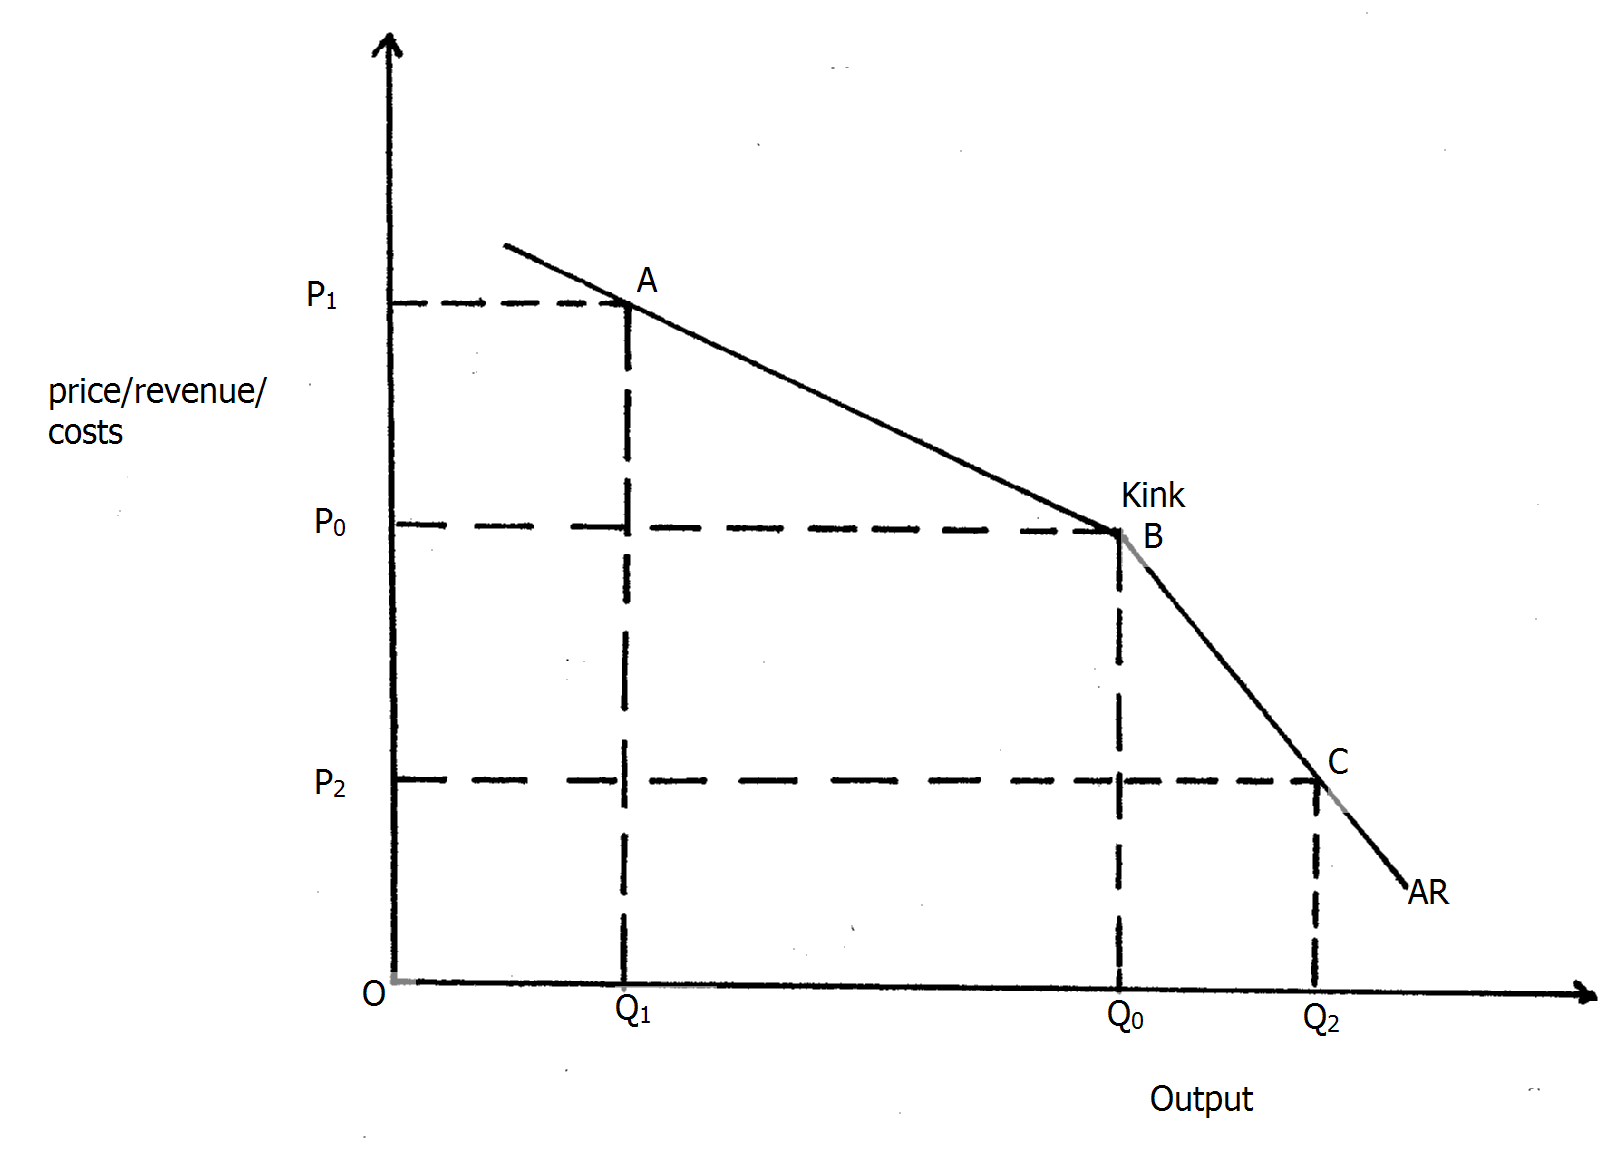 A
P₁
price/revenue/
costs
Kink
P₀
B
C
P₂
AR
O
Q₁
Q₀
Q₂
Output